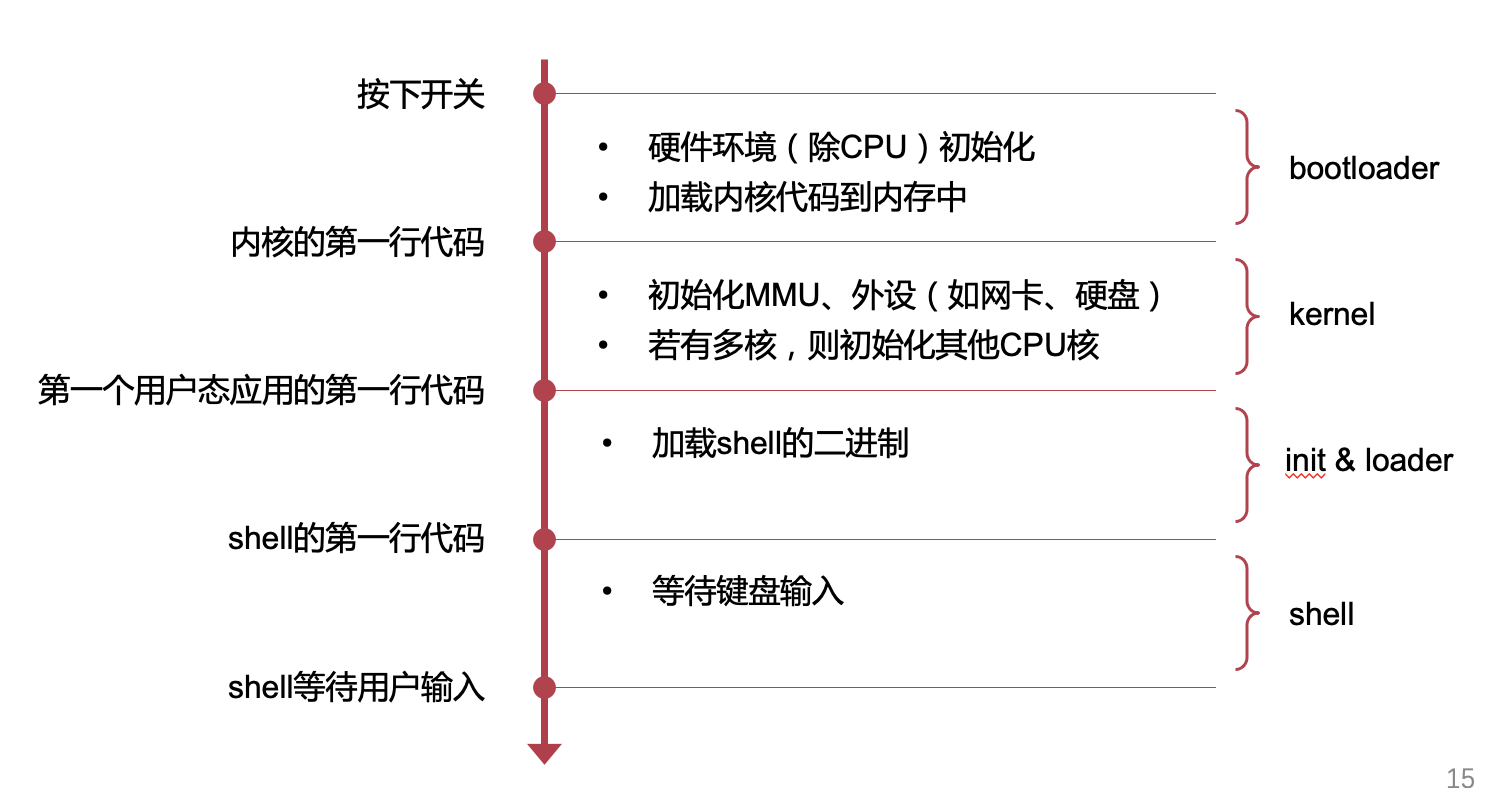 按下开关
• 硬件环境（除CPU）初始化
• 加载内核代码到内存中
bootloader
内核的第一行代码
• 初始化MMU、外设（如网卡、硬盘）
• 若有多核，则初始化其他CPU核
kernel
第一个用户态应用的第一行代码
• 加载shell的二进制
init & loader
shell的第一行代码
• 等待键盘输入
shell
shell等待用户输入
15